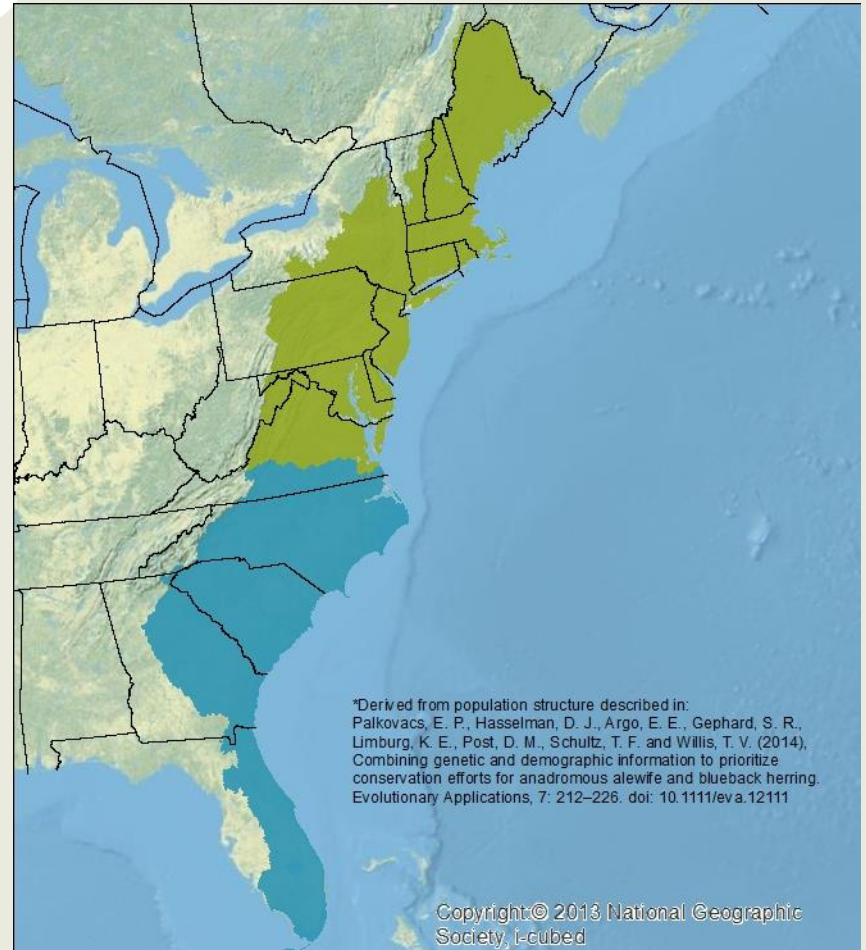 *Derived from population structure described in:
Palkovacs, E. P., Hasselman, D. J., Argo, E. E., Gephard, S. R.,
Limburg, K. E., Post, D. M., Schultz, T. F. and Willis, T. V. (2014),
Combining genetic and demographic information to prioritize
conservation efforts for anadromous alewife and blueback herring.
Evolutionary Applications, 7: 212–226. doi: 10.1111/eva.12111
Copyright:© 2013 National Geographic
Society, i-cubed